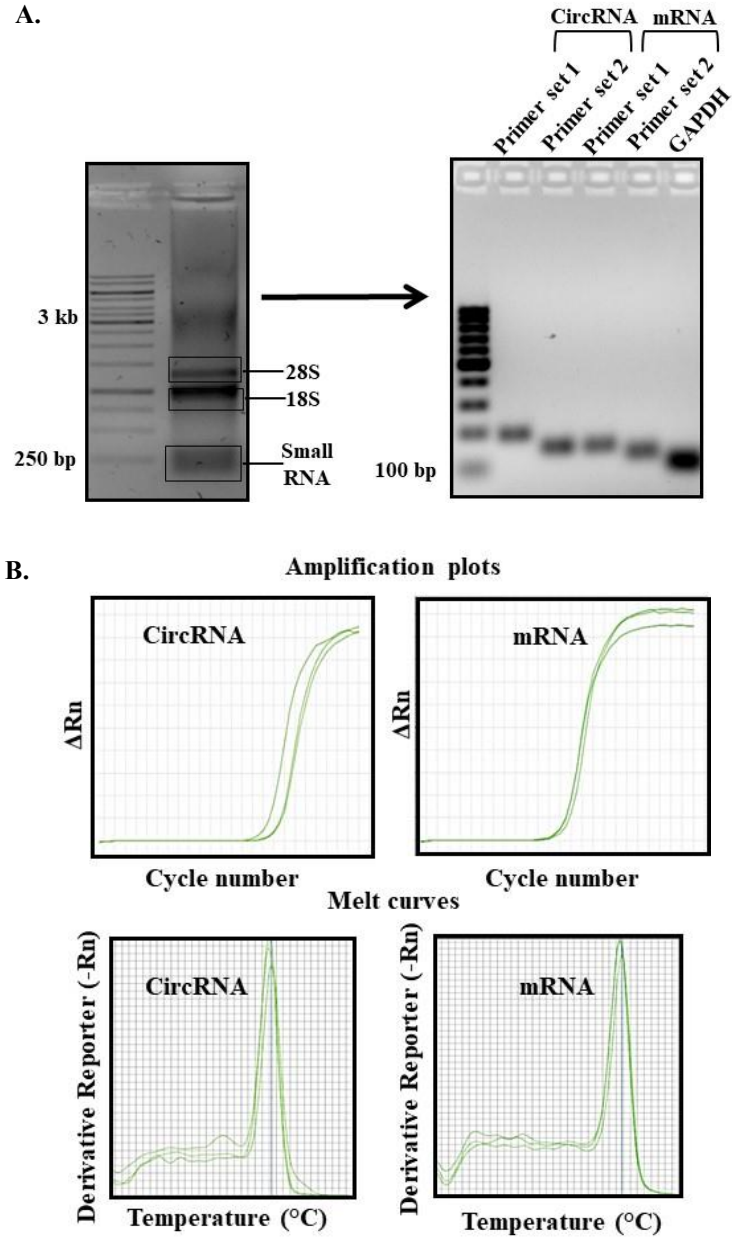 A.
CircRNA mRNA
Primer set 1
Primer set 2
Primer set 1
Primer set 2
GAPDH
3 kb
28S
18S
250 bp
Small
RNA
100 bp
B.
Amplification plots
CircRNA
mRNA
ΔRn
ΔRn
Cycle number
Cycle number
Melt curves
Derivative Reporter (-Rn)
CircRNA
Derivative Reporter (-Rn)
mRNA
Temperature (°C)
Temperature (°C)